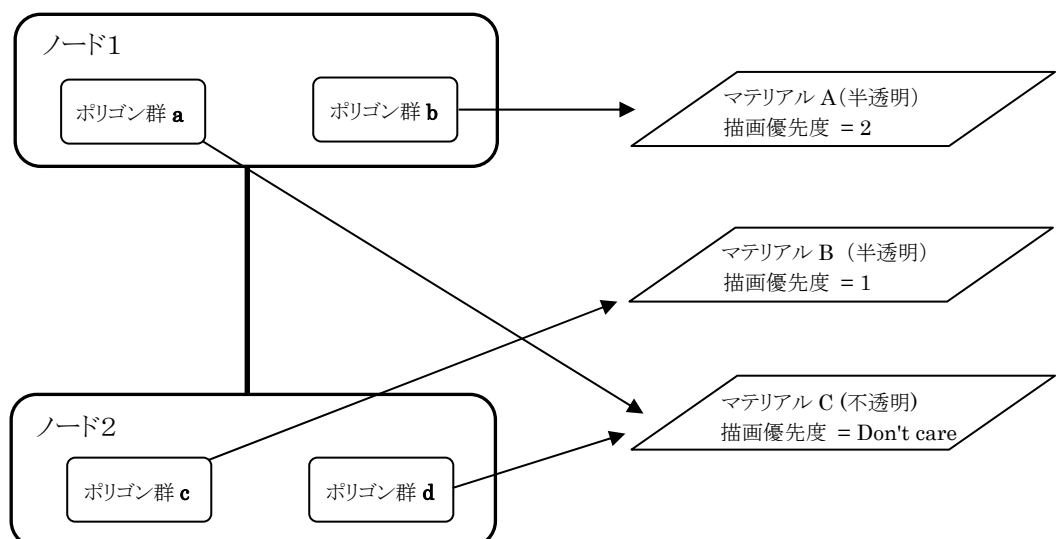 ノード1
ポリゴン群 a
ポリゴン群 b
マテリアル A(半透明)
描画優先度 = 2
マテリアル B (半透明)
描画優先度 = 1
マテリアル C (不透明)
描画優先度 = Don't care
ノード2
ポリゴン群 c
ポリゴン群 d